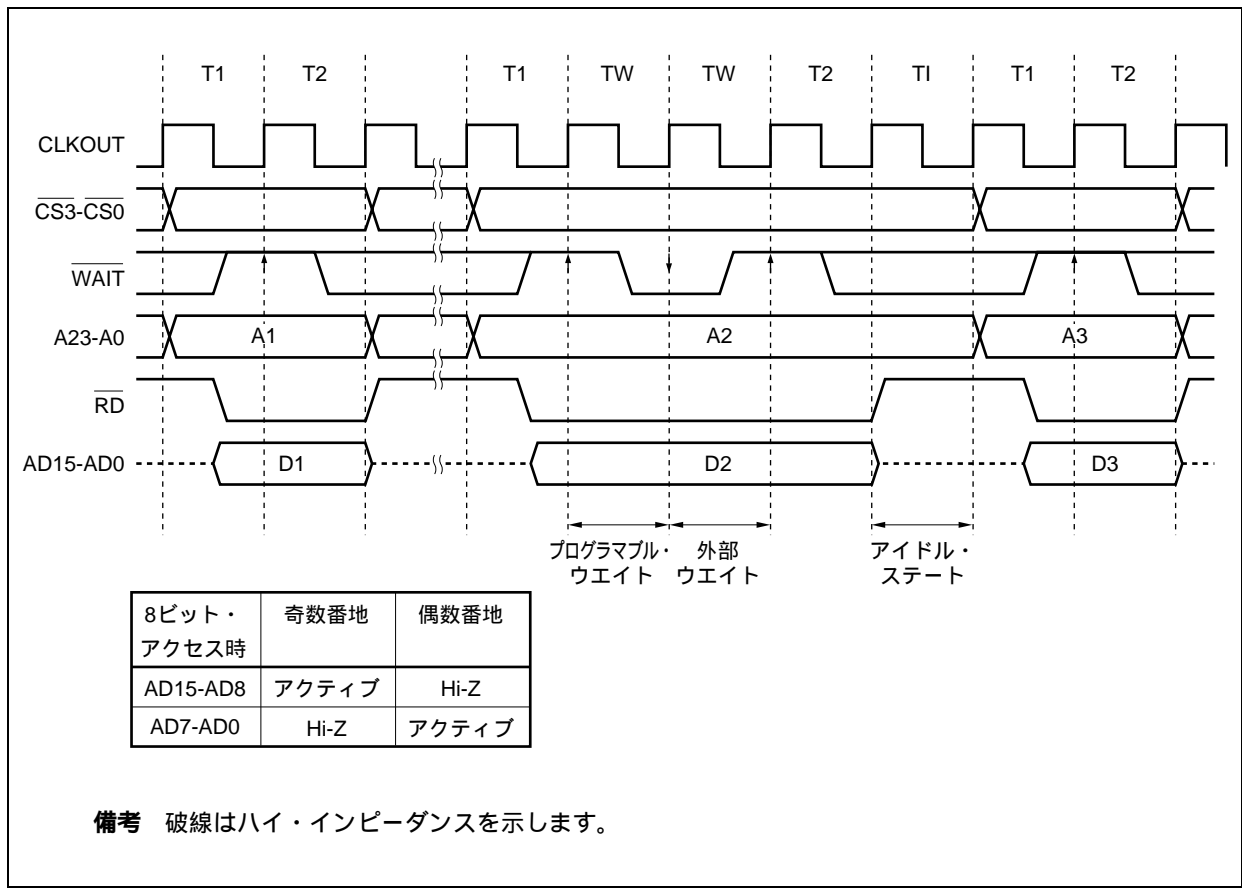 T1 T2 T1 TW TW T2 TI T1 T2
CLKOUT
CS3-CS0
WAIT
A23-A0 A1 A2 A3
RD
AD15-AD0 D1 D2 D3
プログラマブル・ 外部 アイドル・
ウエイト ウエイト ステート
8ビット・ 奇数番地 偶数番地
アクセス時
AD15-AD8 アクティブ Hi-Z
AD7-AD0 Hi-Z アクティブ
備考 破線はハイ・インピーダンスを示します。